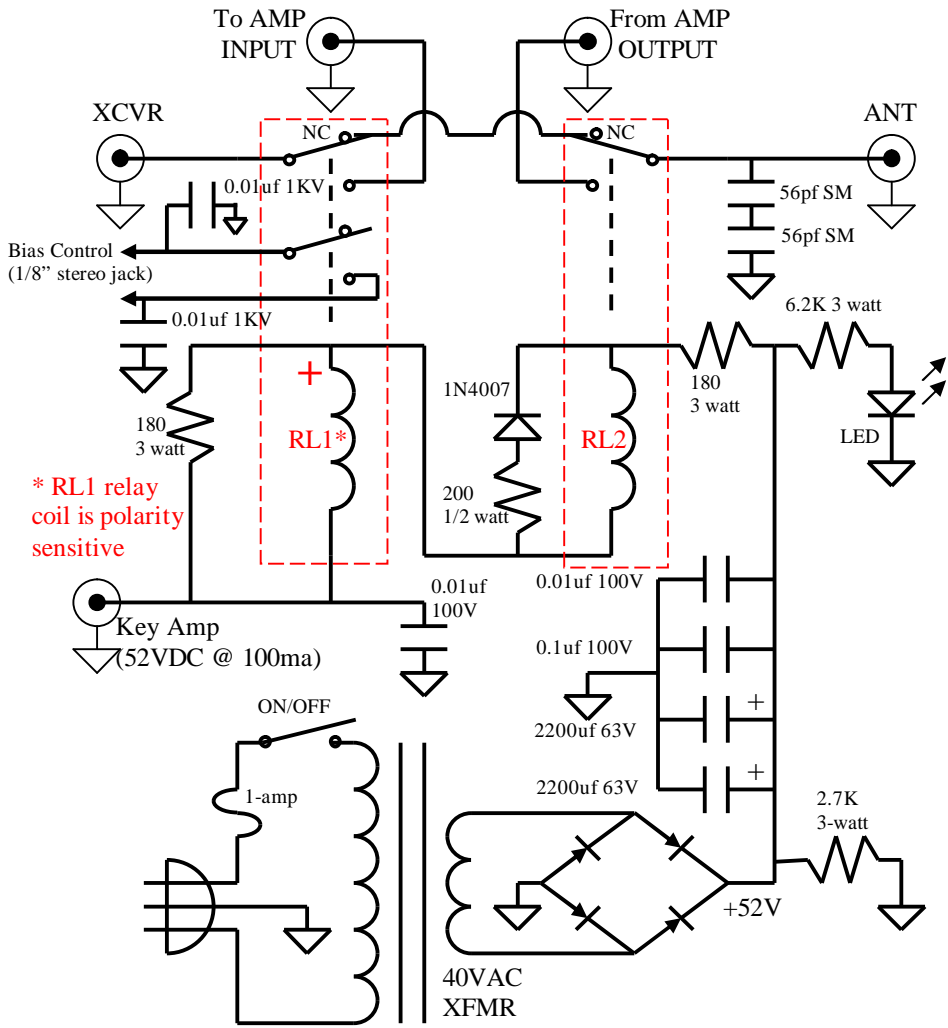 To AMP
INPUT
From AMP
OUTPUT
XCVR
NC
NC
ANT
0.01uf 1KV
56pf SM
56pf SM
Bias Control
(1/8” stereo jack)
0.01uf 1KV
6.2K 3 watt
+
1N4007
180
3 watt
180
3 watt
RL1*
RL2
LED
* RL1 relay
coil is polarity
sensitive
200
1/2 watt
0.01uf
100V
0.01uf 100V
Key Amp
(52VDC @ 100ma)
0.1uf 100V
ON/OFF
+
2200uf 63V
+
2200uf 63V
1-amp
2.7K
3-watt
+52V
40VAC
XFMR